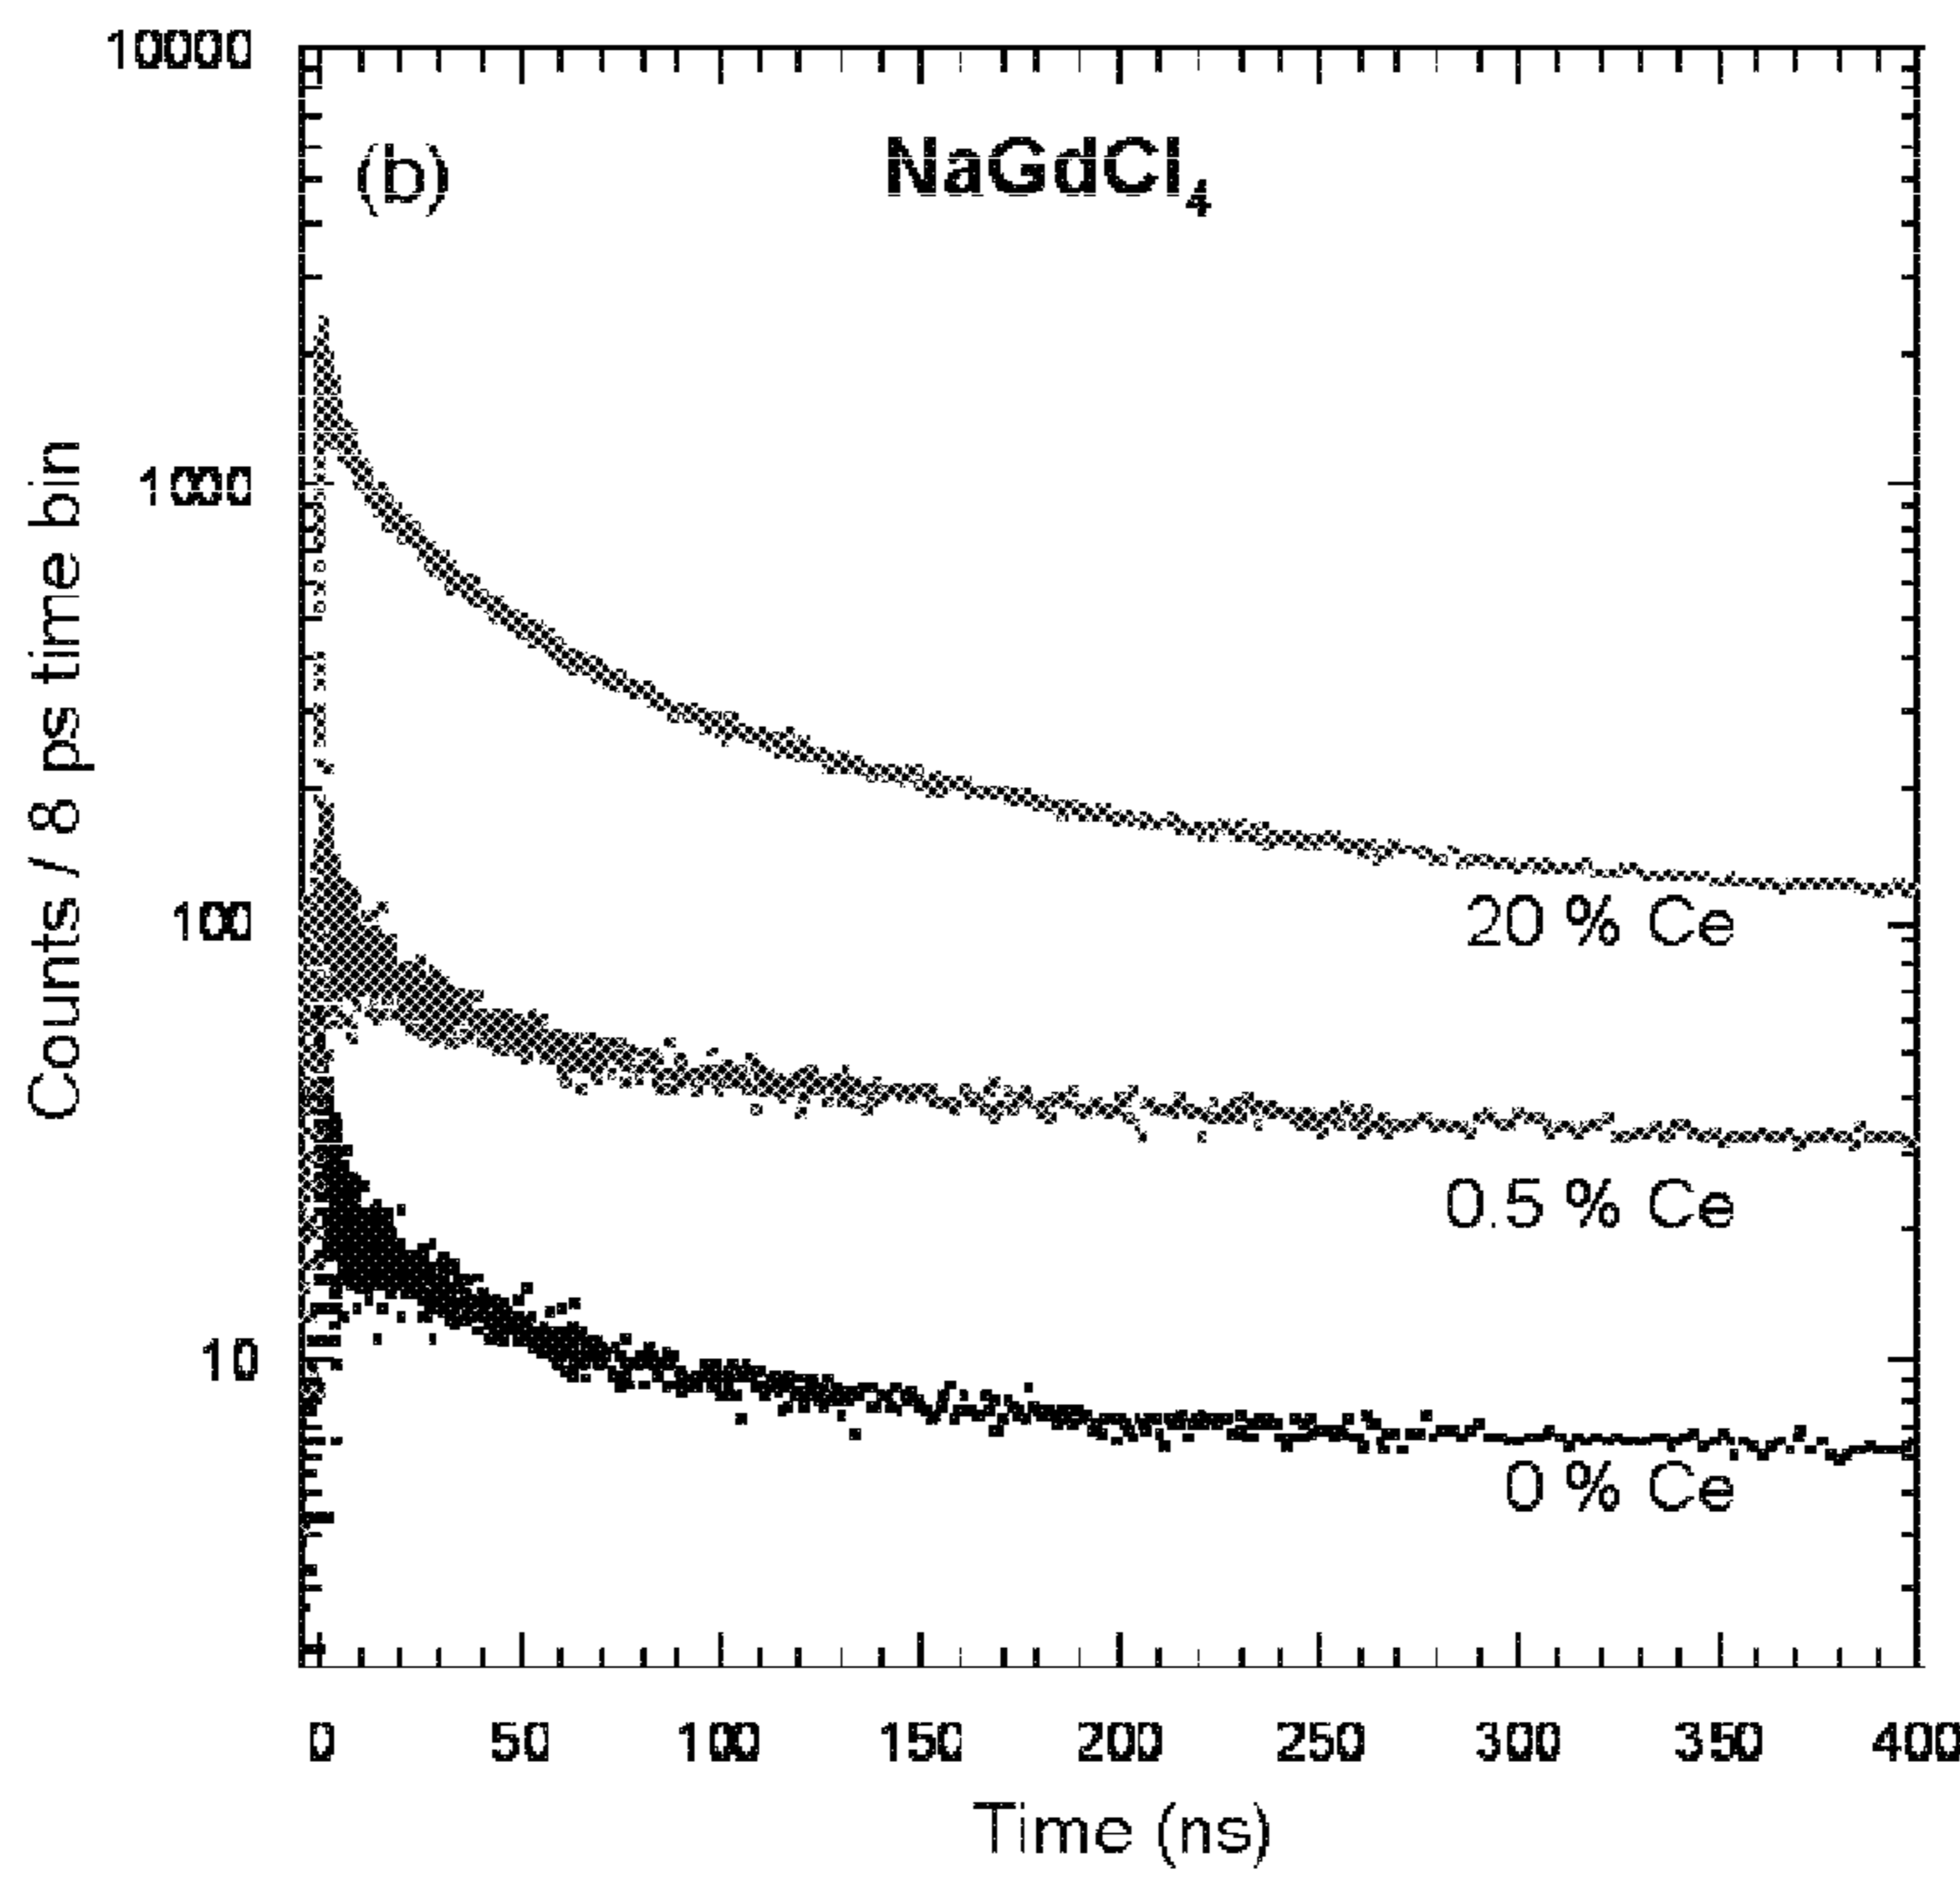 10000
(b) NaGdCl4
1000
Counts / 8 ps time bin
100
20 % Ce
0.5 % Ce
10
0 % Ce
0 50 100 150 200 250 300 350 400
Time (ns)